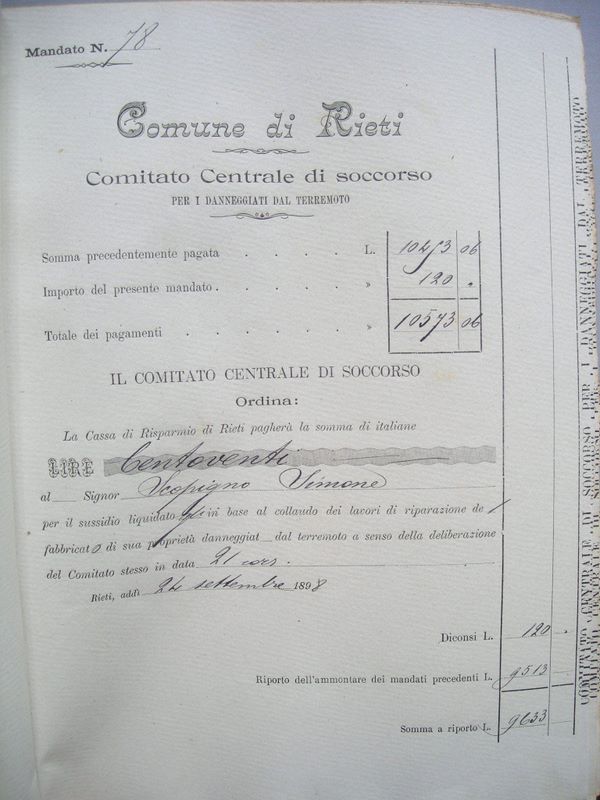 Mandato N. 78
Comune di Rieti
Comitato Centrale di soccorso
PER I DANNEGGIATI DAL TERREMOTO
Somma precedentemente pagata . . . . L. 10453 06
Importo del presente mandato . . . . » 120 "
Totale dei pagamenti . . . . . » 10573 06
IL COMITATO CENTRALE DI SOCCORSO
Ordina:
La Cassa di Risparmio di Rieti pagherà la somma di italiane
LIRE Centoventi
al Signor Scopigno Simone
per il sussidio liquidato gli in base al collaudo dei lavori di riparazione del
fabbricato di sua proprietà danneggiat dal terremoto a senso della deliberazione
del Comitato stesso in data 21 cors.
Rieti, addì 24 settembre 1898
Diconsi L. 120 "
Riporto dell'ammontare dei mandati precedenti L. 9513
Somma a riporto L. 9633
COMITATO CENTRALE DI SOCCORSO PER I DANNEGGIATI DAL TERREMOTO